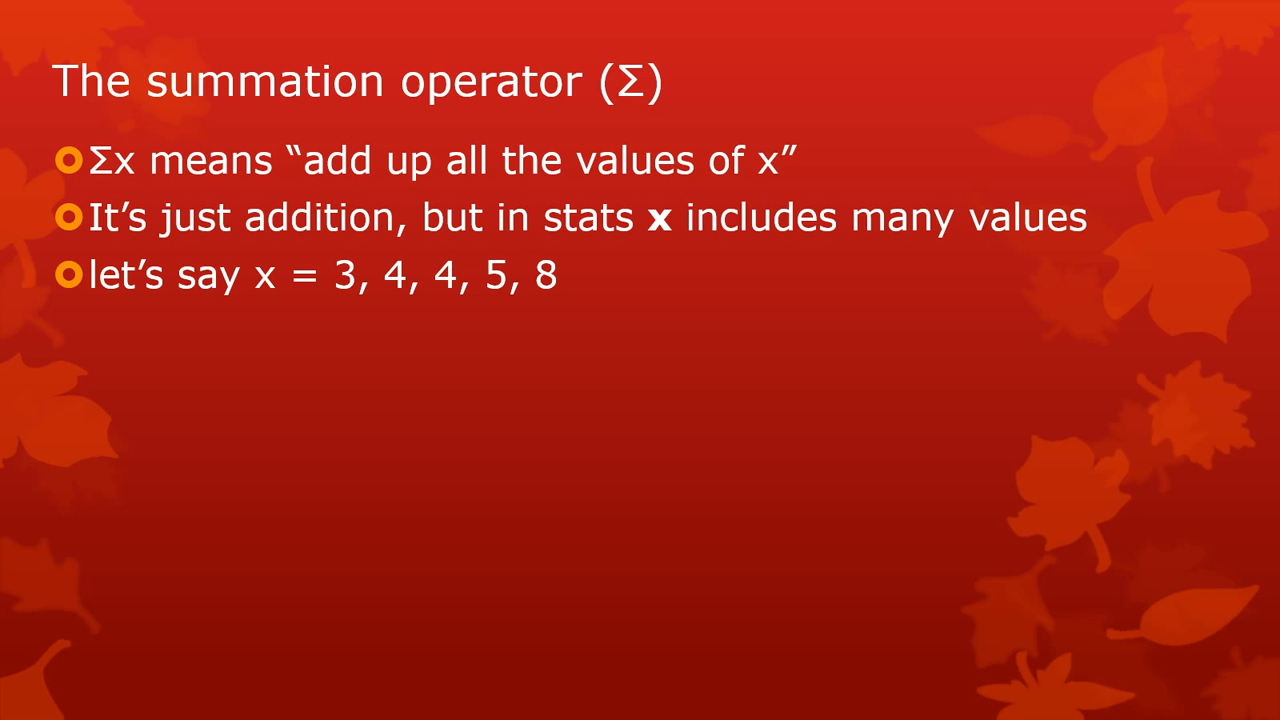 The summation operator (Σ)
Σx means “add up all the values of x”
It’s just addition, but in stats x includes many values
let’s say x = 3, 4, 4, 5, 8